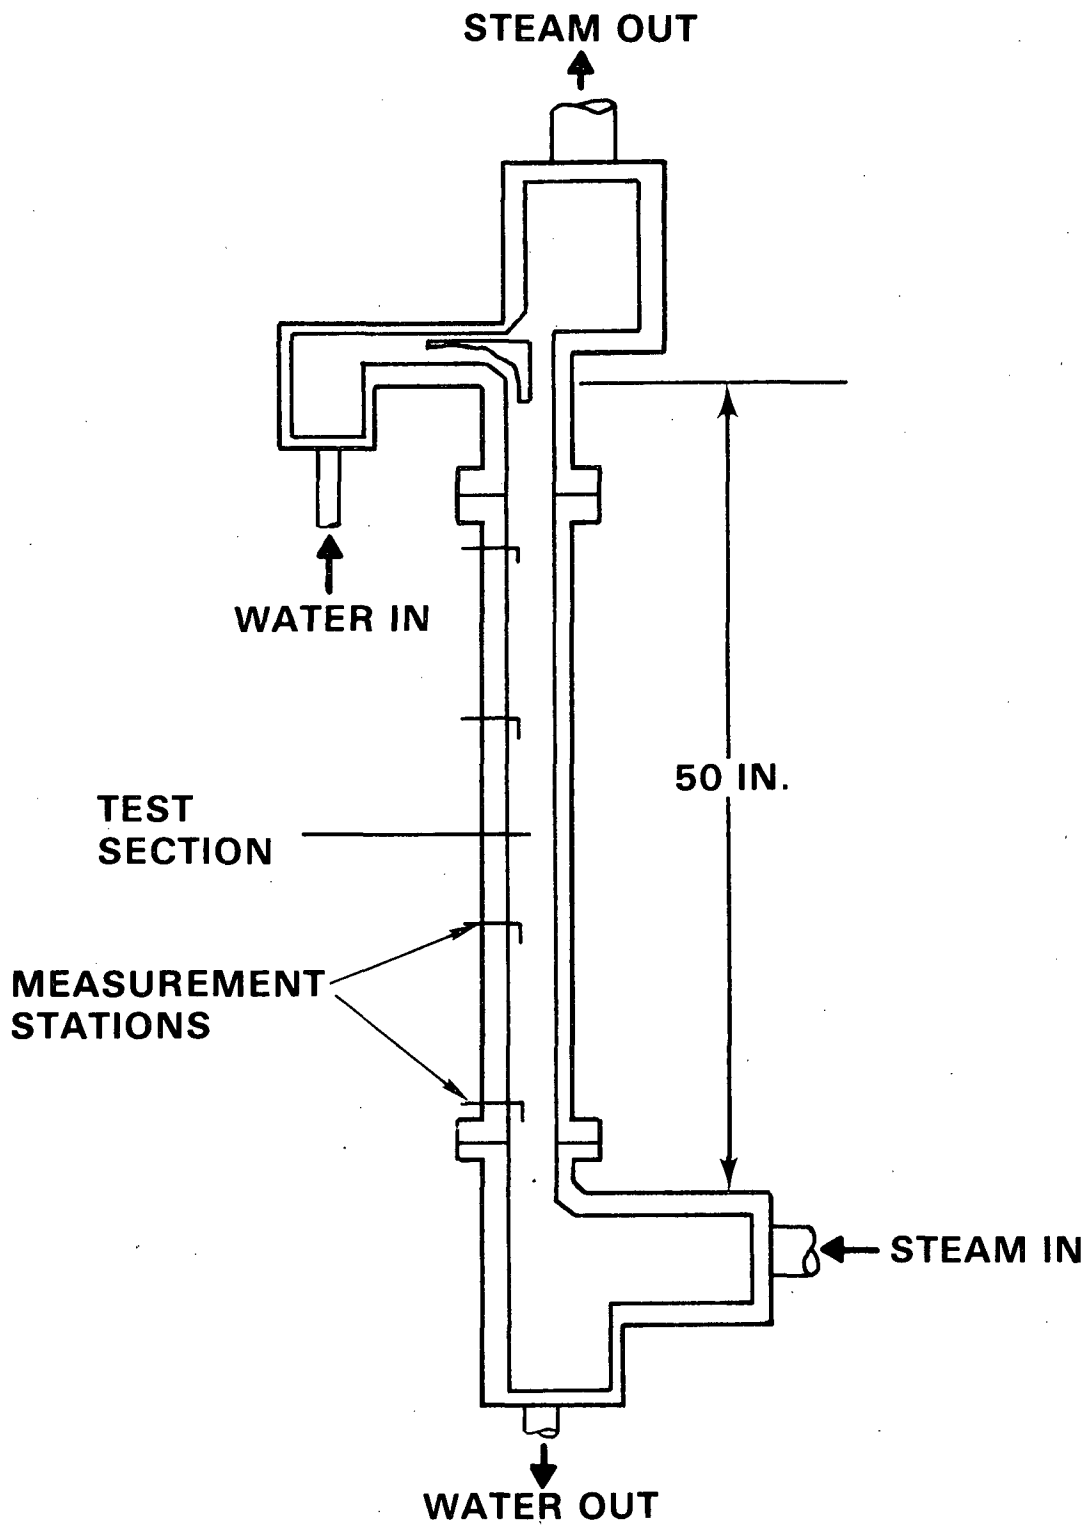 STEAM OUT
WATER IN
50 IN.
TEST
SECTION
MEASUREMENT
STATIONS
STEAM IN
WATER OUT